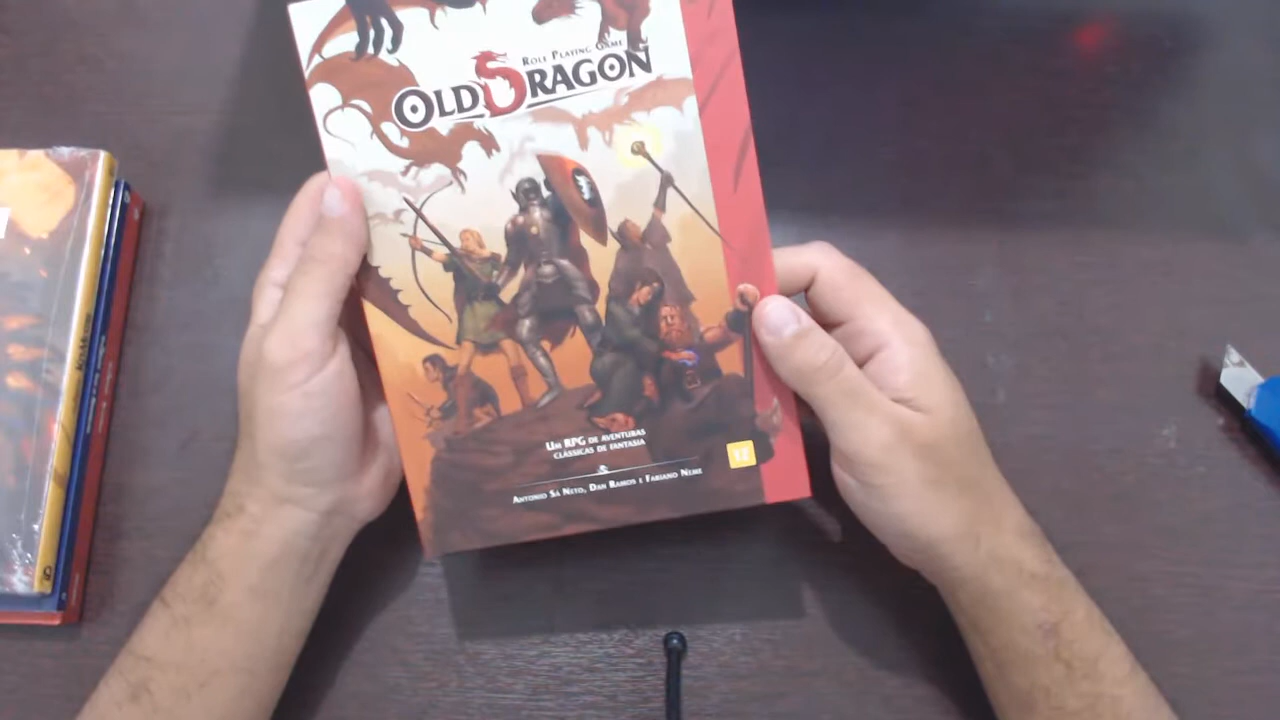 ROLE PLAYING GAME
OLD DRAGON
UM RPG DE AVENTURAS
CLÁSSICAS DE FANTASIA
12
ANTONIO SÁ NETO, DAN RAMOS E FABIANO NEME